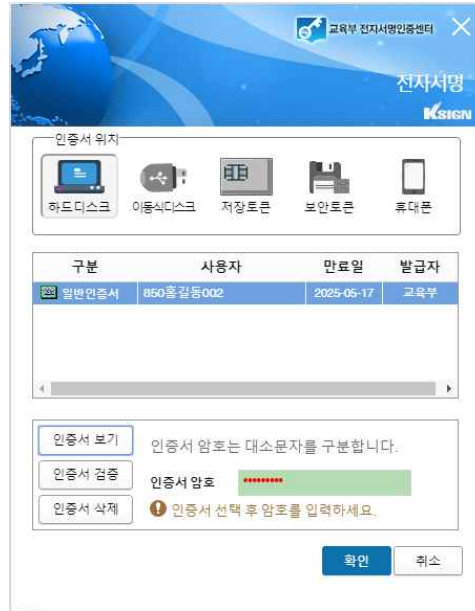 교육부 전자서명인증센터
전자서명
KSIGN
인증서 위치
하드디스크 이동식디스크 저장토큰 보안토큰 휴대폰
구분 사용자 만료일 발급자
일반인증서 850홍길동002 2025-05-17 교육부
인증서 보기
인증서 암호는 대소문자를 구분합니다.
인증서 검증
인증서 암호 •••••••••
인증서 삭제
인증서 선택 후 암호를 입력하세요.
확인 취소